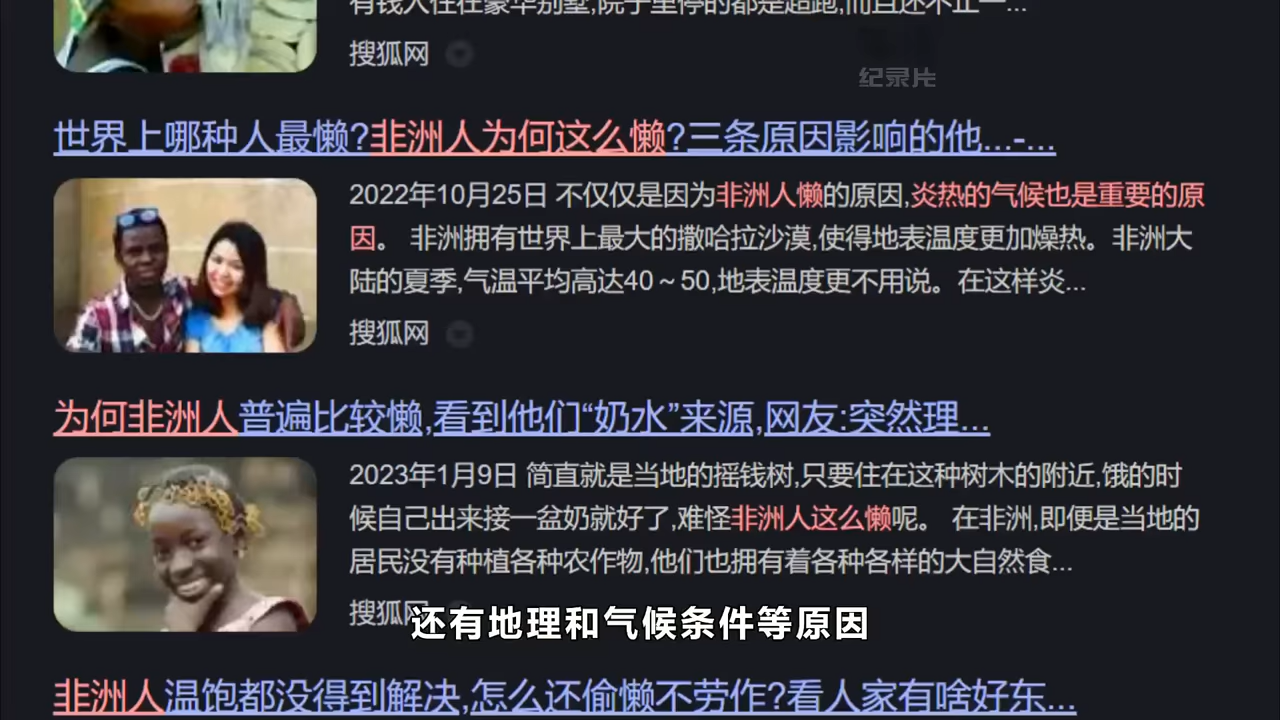 有钱人住在豪华别墅,院子里停的都是超跑,而且还不止一...
搜狐网
纪录片
世界上哪种人最懒?非洲人为何这么懒?三条原因影响的他...-...
2022年10月25日 不仅仅是因为非洲人懒的原因,炎热的气候也是重要的原
因。 非洲拥有世界上最大的撒哈拉沙漠,使得地表温度更加燥热。非洲大
陆的夏季,气温平均高达40～50,地表温度更不用说。在这样炎...
搜狐网
为何非洲人普遍比较懒,看到他们“奶水”来源,网友:突然理...
2023年1月9日 简直就是当地的摇钱树,只要住在这种树木的附近,饿的时
候自己出来接一盆奶就好了,难怪非洲人这么懒呢。 在非洲,即便是当地的
居民没有种植各种农作物,他们也拥有着各种各样的大自然食...
搜狐网
还有地理和气候条件等原因
非洲人温饱都没得到解决,怎么还偷懒不劳作?看人家有啥好东...